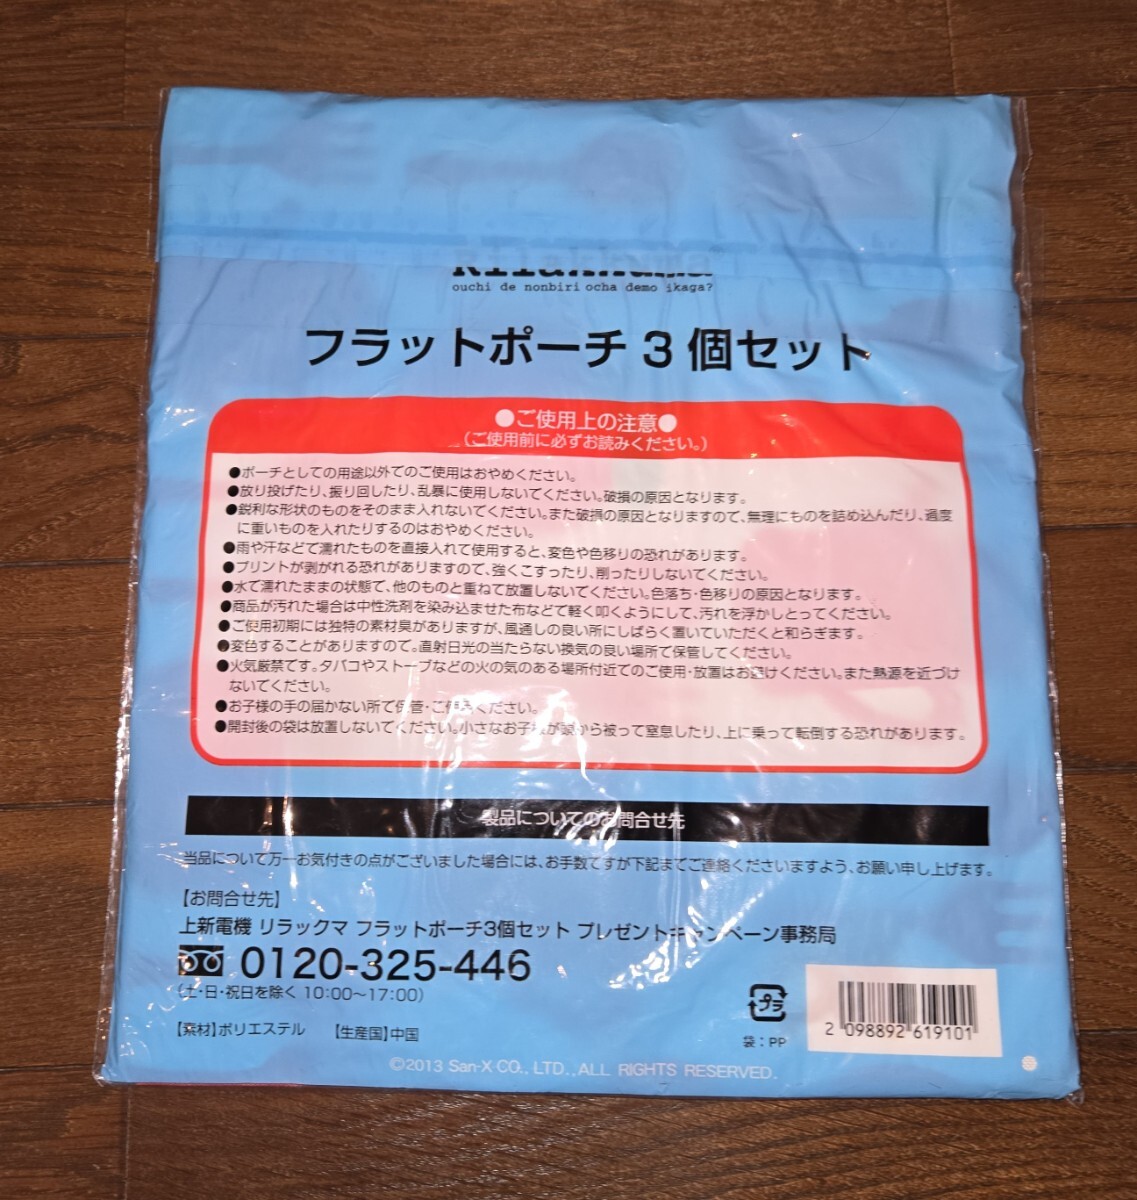 Rilakkuma
ouchi de nonbiri ocha demo ikaga?
フラットポーチ3個セット
●ご使用上の注意●
(ご使用前に必ずお読みください。)
●ポーチとしての用途以外でのご使用はおやめください。
●放り投げたり、振り回したり、乱暴に使用しないでください。破損の原因となります。
●鋭利な形状のものをそのまま入れないでください。また破損の原因となりますので、無理にものを詰め込んだり、過度
に重いものを入れたりするのはおやめください。
●雨や汗などで濡れたものを直接入れて使用すると、変色や色移りの恐れがあります。
●プリントが剥がれる恐れがありますので、強くこすったり、削ったりしないでください。
●水で濡れたままの状態で、他のものと重ねて放置しないでください。色落ち・色移りの原因となります。
●商品が汚れた場合は中性洗剤を染み込ませた布などで軽く叩くようにして、汚れを浮かしとってください。
●ご使用初期には独特の素材臭がありますが、風通しの良い所にしばらく置いていただくと和らぎます。
●変色することがありますので。直射日光の当たらない換気の良い場所で保管してください。
●火気厳禁です。タバコやストーブなどの火の気のある場所付近でのご使用・放置はお避けください。また熱源を近づけ
ないでください。
●お子様の手の届かない所で保管・ご使用ください。
●開封後の袋は放置しないでください。小さなお子様が頭から被って窒息したり、上に乗って転倒する恐れがあります。
製品についてのお問合せ先
当品について万一お気付きの点がございました場合には、お手数ですが下記までご連絡くださいますよう、お願い申し上げます。
【お問合せ先】
上新電機 リラックマ フラットポーチ3個セット プレゼントキャンペーン事務局
0120-325-446
(土・日・祝日を除く 10:00〜17:00)
【素材】ポリエステル 【生産国】中国
プラ
袋:PP
2 098892 619101
©2013 San-X CO., LTD., ALL RIGHTS RESERVED.